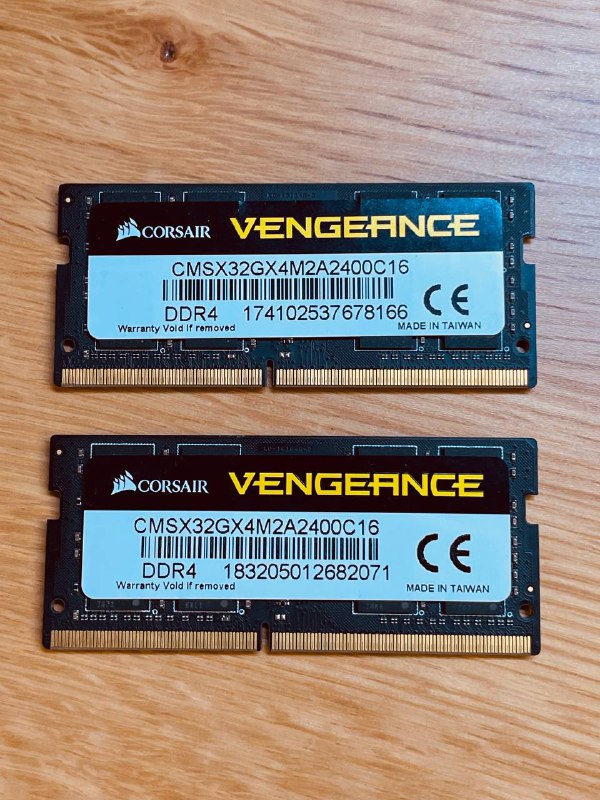 CORSAIR VENGEANCE
CMSX32GX4M2A2400C16
DDR4 174102537678166
Warranty Void If removed
MADE IN TAIWAN
CE
CORSAIR VENGEANCE
CMSX32GX4M2A2400C16
DDR4 183205012682071
Warranty Void If removed
MADE IN TAIWAN
CE